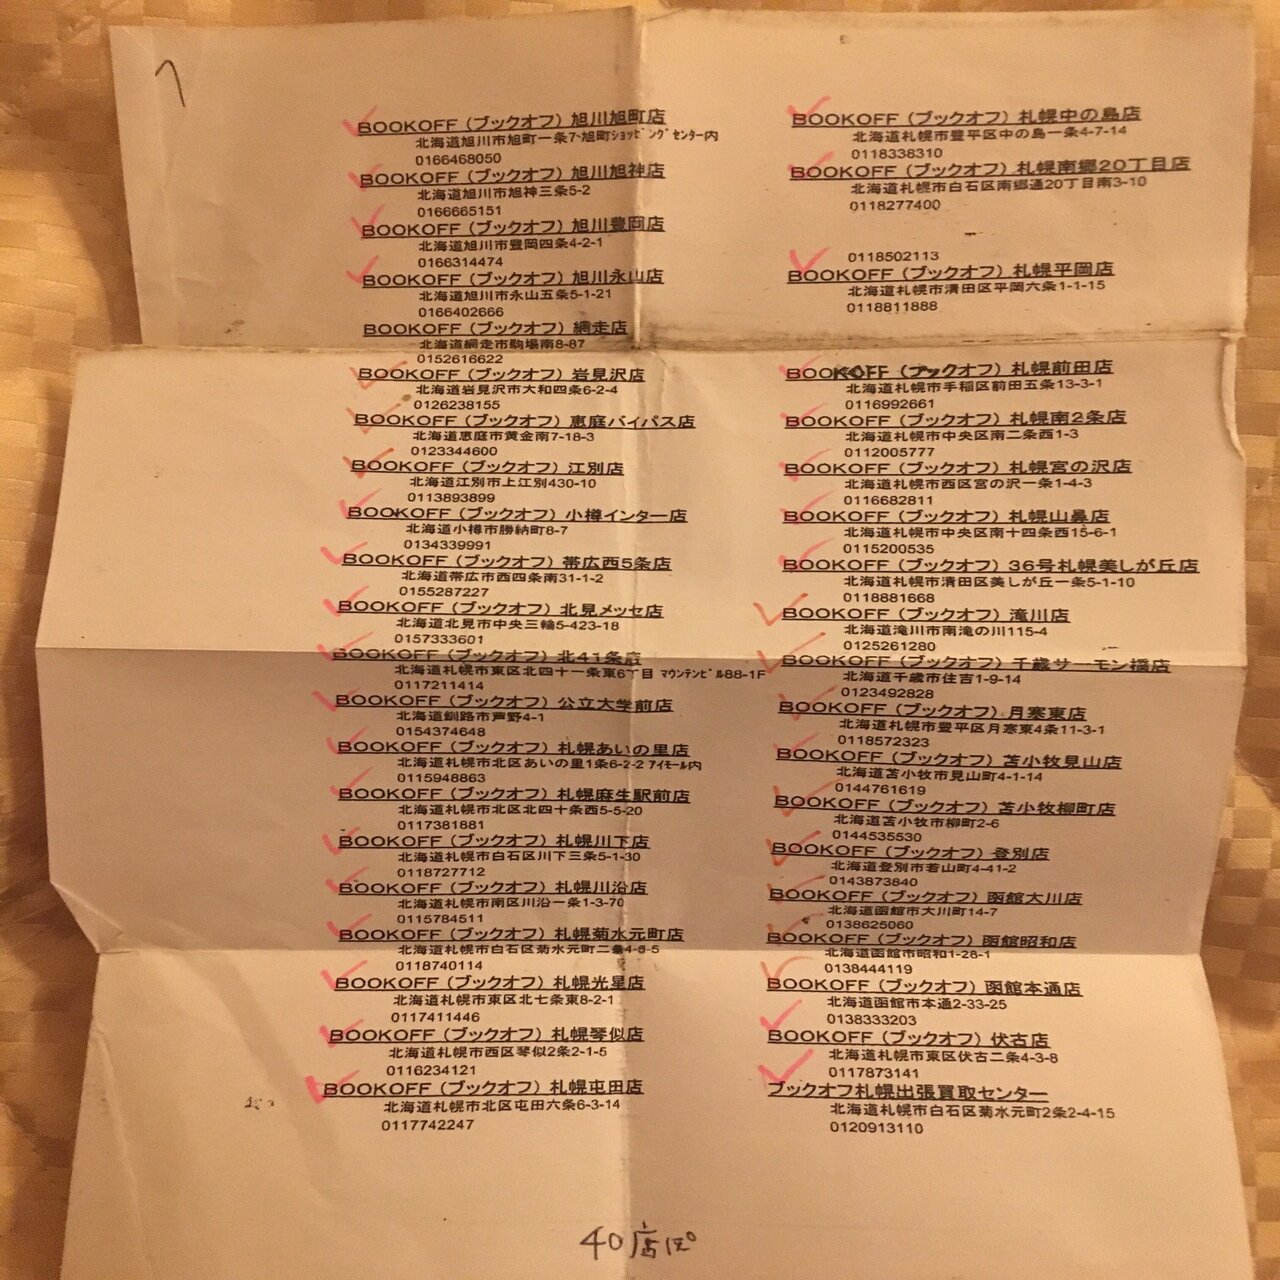 BOOKOFF（ブックオフ）旭川旭町店
北海道旭川市旭町一条7-旭町ショッピングセンター内
0166468050
BOOKOFF（ブックオフ）旭川旭神店
北海道旭川市旭神三条5-2
0166665151
BOOKOFF（ブックオフ）旭川豊岡店
北海道旭川市豊岡四条4-2-1
0166314474
BOOKOFF（ブックオフ）旭川永山店
北海道旭川市永山五条5-1-21
0166402666
BOOKOFF（ブックオフ）網走店
北海道網走市駒場南8-87
0152616622
BOOKOFF（ブックオフ）岩見沢店
北海道岩見沢市大和四条6-2-4
0126238155
BOOKOFF（ブックオフ）恵庭バイパス店
北海道恵庭市黄金南7-18-3
0123344600
BOOKOFF（ブックオフ）江別店
北海道江別市上江別430-10
0113893899
BOOKOFF（ブックオフ）小樽インター店
北海道小樽市勝納町8-7
0134339991
BOOKOFF（ブックオフ）帯広西5条店
北海道帯広市西四条南31-1-2
0155287227
BOOKOFF（ブックオフ）北見メッセ店
北海道北見市中央三輪5-423-18
0157333601
BOOKOFF（ブックオフ）北41条店
北海道札幌市東区北四十一条東6丁目 マウンテンビル88-1F
0117211414
BOOKOFF（ブックオフ）公立大学前店
北海道釧路市芦野4-1
0154374648
BOOKOFF（ブックオフ）札幌あいの里店
北海道札幌市北区あいの里1条6-2-2 アイモール内
0115948863
BOOKOFF（ブックオフ）札幌麻生駅前店
北海道札幌市北区北四十条西5-5-20
0117381881
BOOKOFF（ブックオフ）札幌川下店
北海道札幌市白石区川下三条5-1-30
0118727712
BOOKOFF（ブックオフ）札幌川沿店
北海道札幌市南区川沿一条1-3-70
0115784511
BOOKOFF（ブックオフ）札幌菊水元町店
北海道札幌市白石区菊水元町二条4-5-5
0118740114
BOOKOFF（ブックオフ）札幌光星店
北海道札幌市東区北七条東8-2-1
0117411446
BOOKOFF（ブックオフ）札幌琴似店
北海道札幌市西区琴似2条2-1-5
0116234121
BOOKOFF（ブックオフ）札幌屯田店
北海道札幌市北区屯田六条6-3-14
0117742247
BOOKOFF（ブックオフ）札幌中の島店
北海道札幌市豊平区中の島一条4-7-14
0118338310
BOOKOFF（ブックオフ）札幌南郷20丁目店
北海道札幌市白石区南郷通20丁目南3-10
0118277400
0118502113
BOOKOFF（ブックオフ）札幌平岡店
北海道札幌市清田区平岡六条1-1-15
0118811888
BOOKOFF（ブックオフ）札幌前田店
北海道札幌市手稲区前田五条13-3-1
0116992661
BOOKOFF（ブックオフ）札幌南2条店
北海道札幌市中央区南二条西1-3
0112005777
BOOKOFF（ブックオフ）札幌宮の沢店
北海道札幌市西区宮の沢一条1-4-3
0116682811
BOOKOFF（ブックオフ）札幌山鼻店
北海道札幌市中央区南十四条西15-6-1
0115200535
BOOKOFF（ブックオフ）36号札幌美しが丘店
北海道札幌市清田区美しが丘一条5-1-10
0118881668
BOOKOFF（ブックオフ）滝川店
北海道滝川市南滝の川115-4
0125261280
BOOKOFF（ブックオフ）千歳サーモン橋店
北海道千歳市住吉1-9-14
0123492828
BOOKOFF（ブックオフ）月寒東店
北海道札幌市豊平区月寒東4条11-3-1
0118572323
BOOKOFF（ブックオフ）苫小牧見山店
北海道苫小牧市見山町4-1-14
0144761619
BOOKOFF（ブックオフ）苫小牧柳町店
北海道苫小牧市柳町2-6
0144535530
BOOKOFF（ブックオフ）登別店
北海道登別市若山町4-41-2
0143873840
BOOKOFF（ブックオフ）函館大川店
北海道函館市大川町14-7
0138625060
BOOKOFF（ブックオフ）函館昭和店
北海道函館市昭和1-28-1
0138444119
BOOKOFF（ブックオフ）函館本通店
北海道函館市本通2-33-25
0138333203
BOOKOFF（ブックオフ）伏古店
北海道札幌市東区伏古二条4-3-8
0117873141
ブックオフ札幌出張買取センター
北海道札幌市白石区菊水元町2条2-4-15
0120913110
40店ほ°